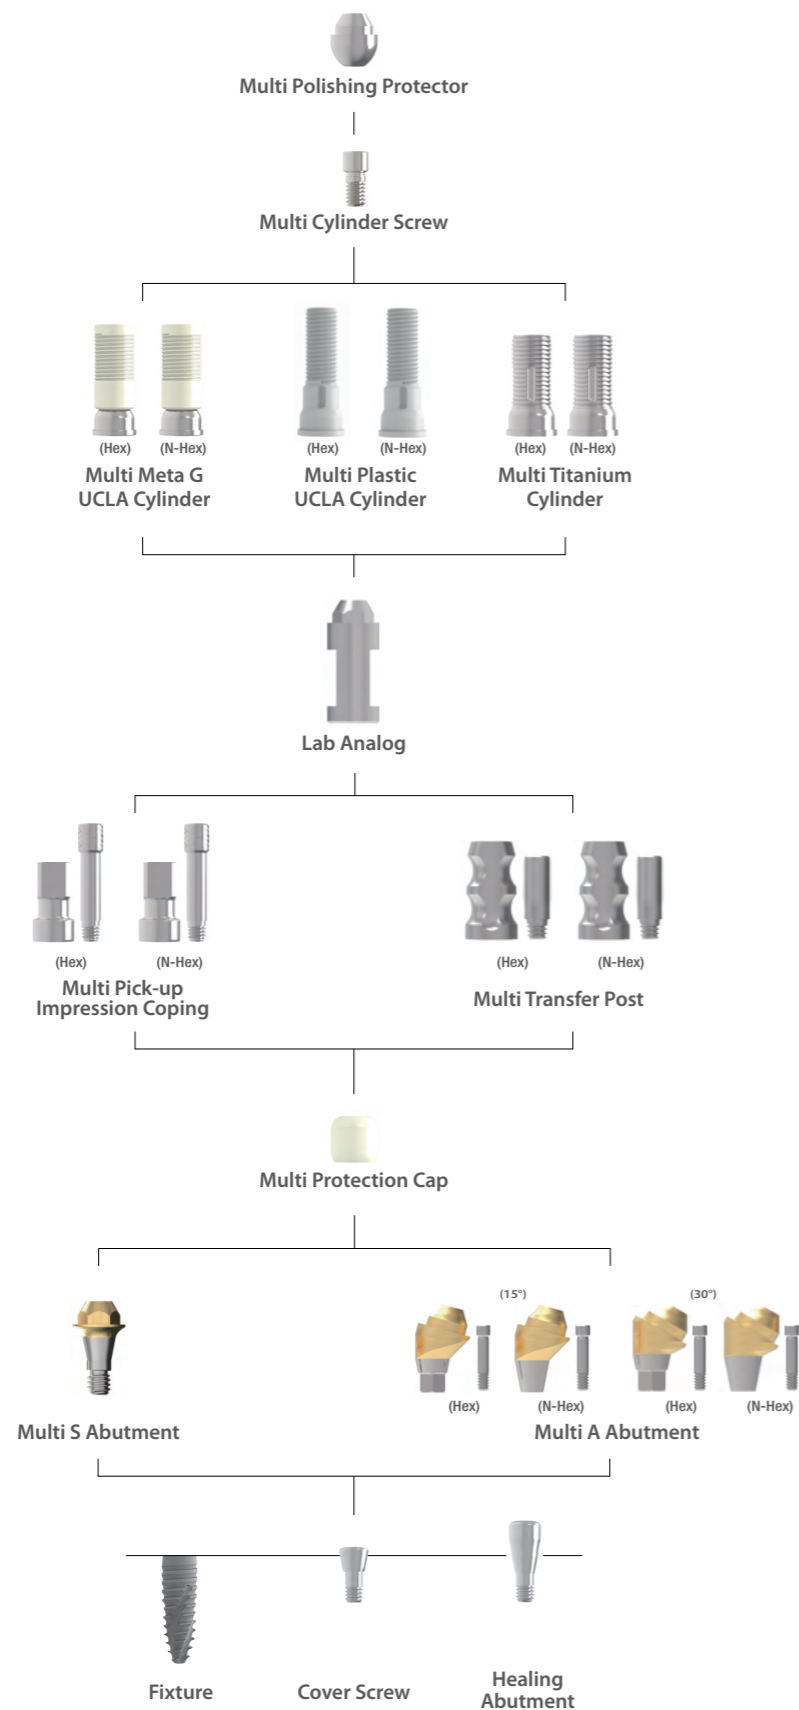 Multi Polishing Protector
Multi Cylinder Screw
(Hex) (N-Hex) (Hex) (N-Hex) (Hex) (N-Hex)
Multi Meta G
UCLA Cylinder
Multi Plastic
UCLA Cylinder
Multi Titanium
Cylinder
Lab Analog
(Hex) (N-Hex)
Multi Pick-up
Impression Coping
(Hex) (N-Hex)
Multi Transfer Post
Multi Protection Cap
(15°) (30°)
(Hex) (N-Hex) (Hex) (N-Hex)
Multi S Abutment
Multi A Abutment
Fixture
Cover Screw
Healing
Abutment